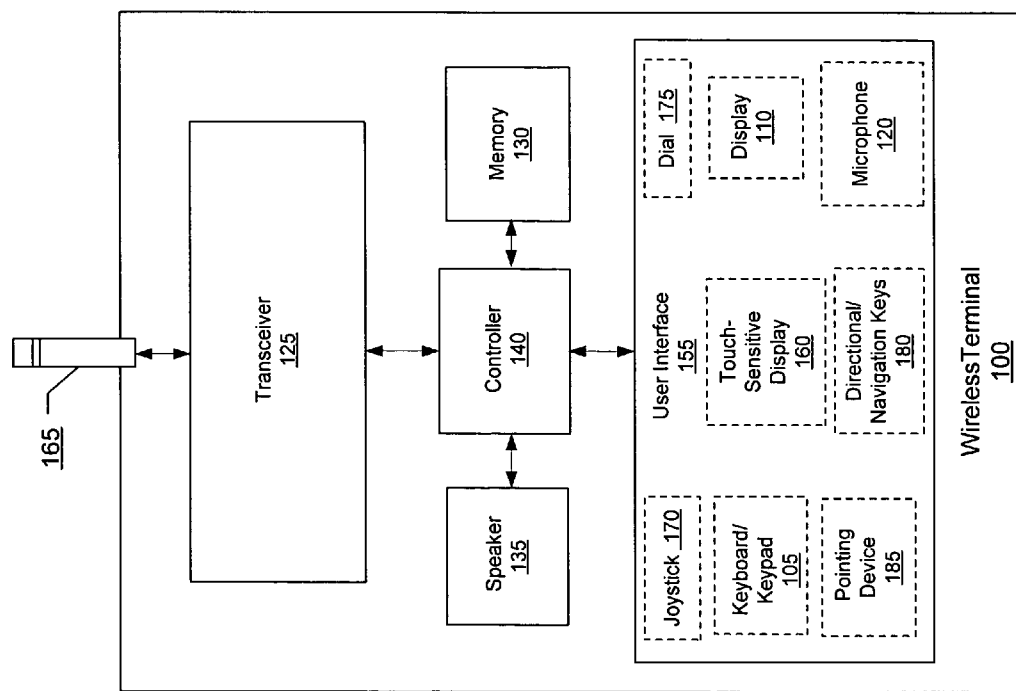 165
Transceiver
125
Speaker
135
Controller
140
Memory
130
User Interface
155
Joystick 170
Keyboard/
Keypad
105
Pointing
Device
185
Touch-
Sensitive
Display
160
Directional/
Navigation Keys
180
Dial 175
Display
110
Microphone
120
WirelessTerminal
100